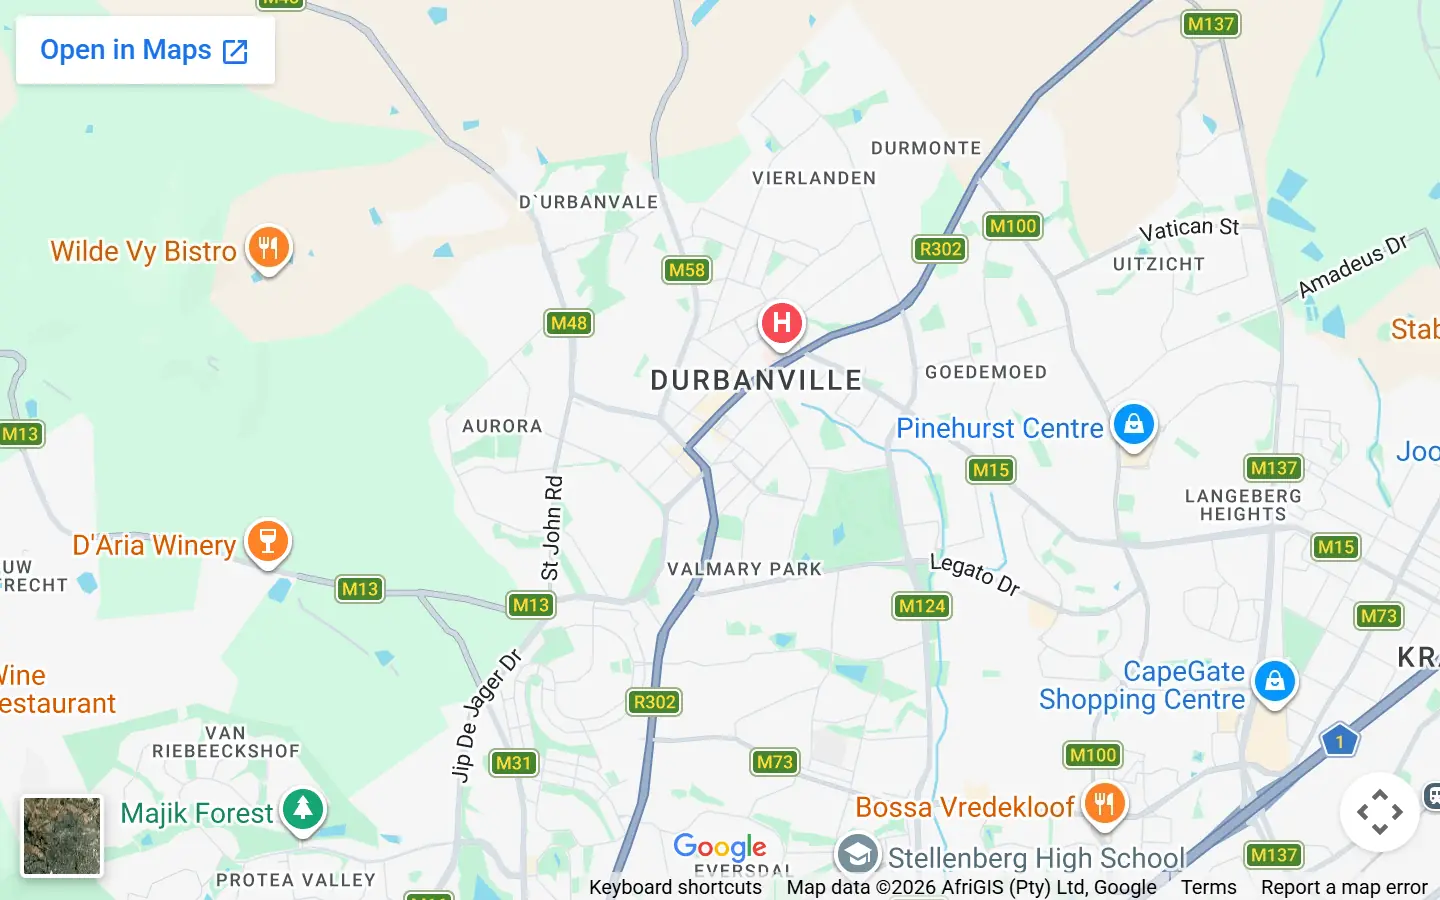 M48
Open in Maps
M137
DURMONTE
VIERLANDEN
D`URBANVALE
M100
Vatican St
Wilde Vy Bistro
R302
M58
UITZICHT
Amadeus Dr
M48
H
Stab
DURBANVILLE
GOEDEMOED
AURORA
Pinehurst Centre
M13
Joo
M15
M137
LANGEBERG
HEIGHTS
St John Rd
D'Aria Winery
M15
UW
FRECHT
VALMARY PARK
Legato Dr
M13
M13
M124
M73
KRA
Wine
estaurant
CapeGate
Shopping Centre
Jip De Jager Dr
R302
VAN
RIEBEECKSHOF
M31
M73
M100
1
Majik Forest
Bossa Vredekloof
Google
EVERSDAL
Stellenberg High School
M137
PROTEA VALLEY
Keyboard shortcuts
Map data ©2026 AfriGIS (Pty) Ltd, Google
Terms
Report a map error